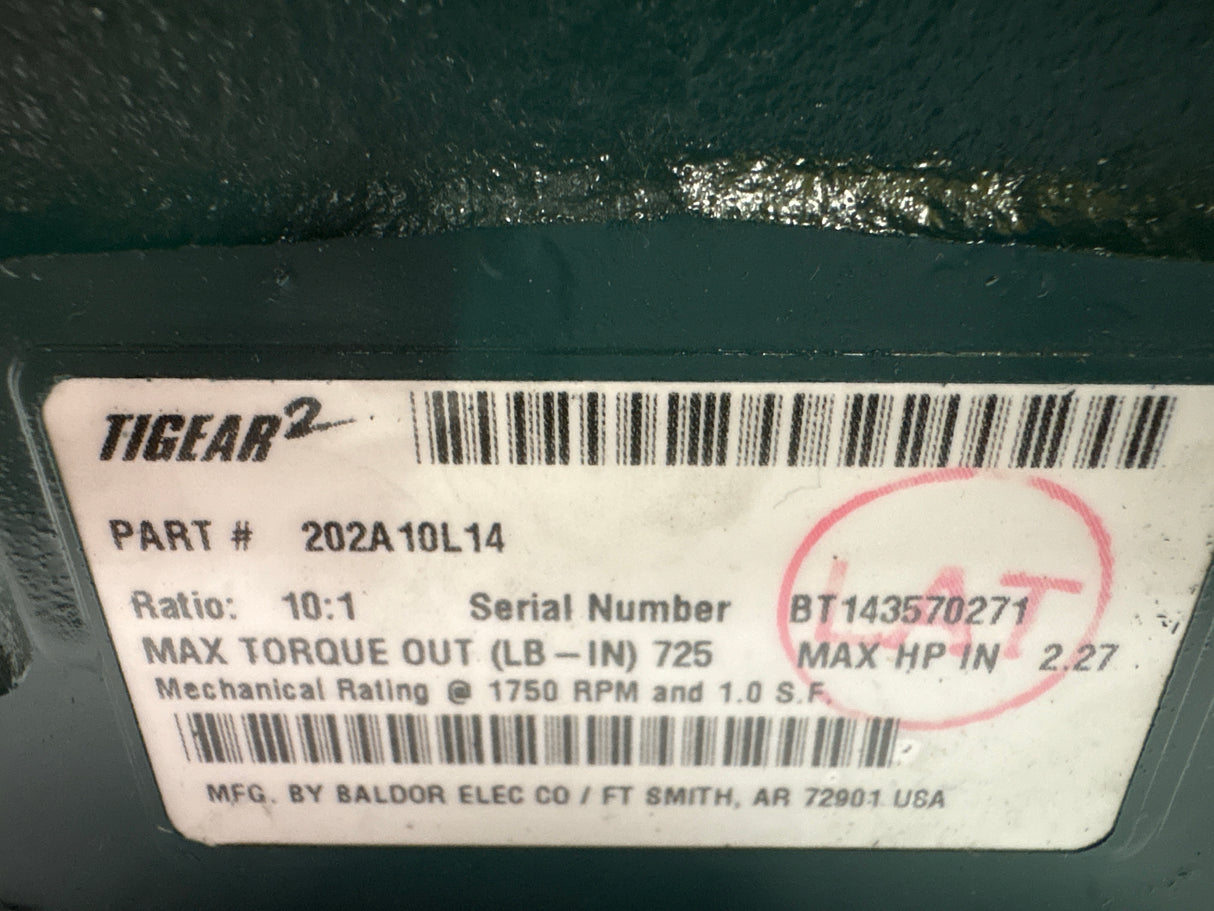 TIGEAR2
PART # 202A10L14
Ratio: 10:1 Serial Number BT143570271
MAX TORQUE OUT (LB-IN) 725 MAX HP IN 2.27
Mechanical Rating @ 1750 RPM and 1.0 S.F.
MFG. BY BALDOR ELEC CO / FT SMITH, AR 72901 USA
LAT